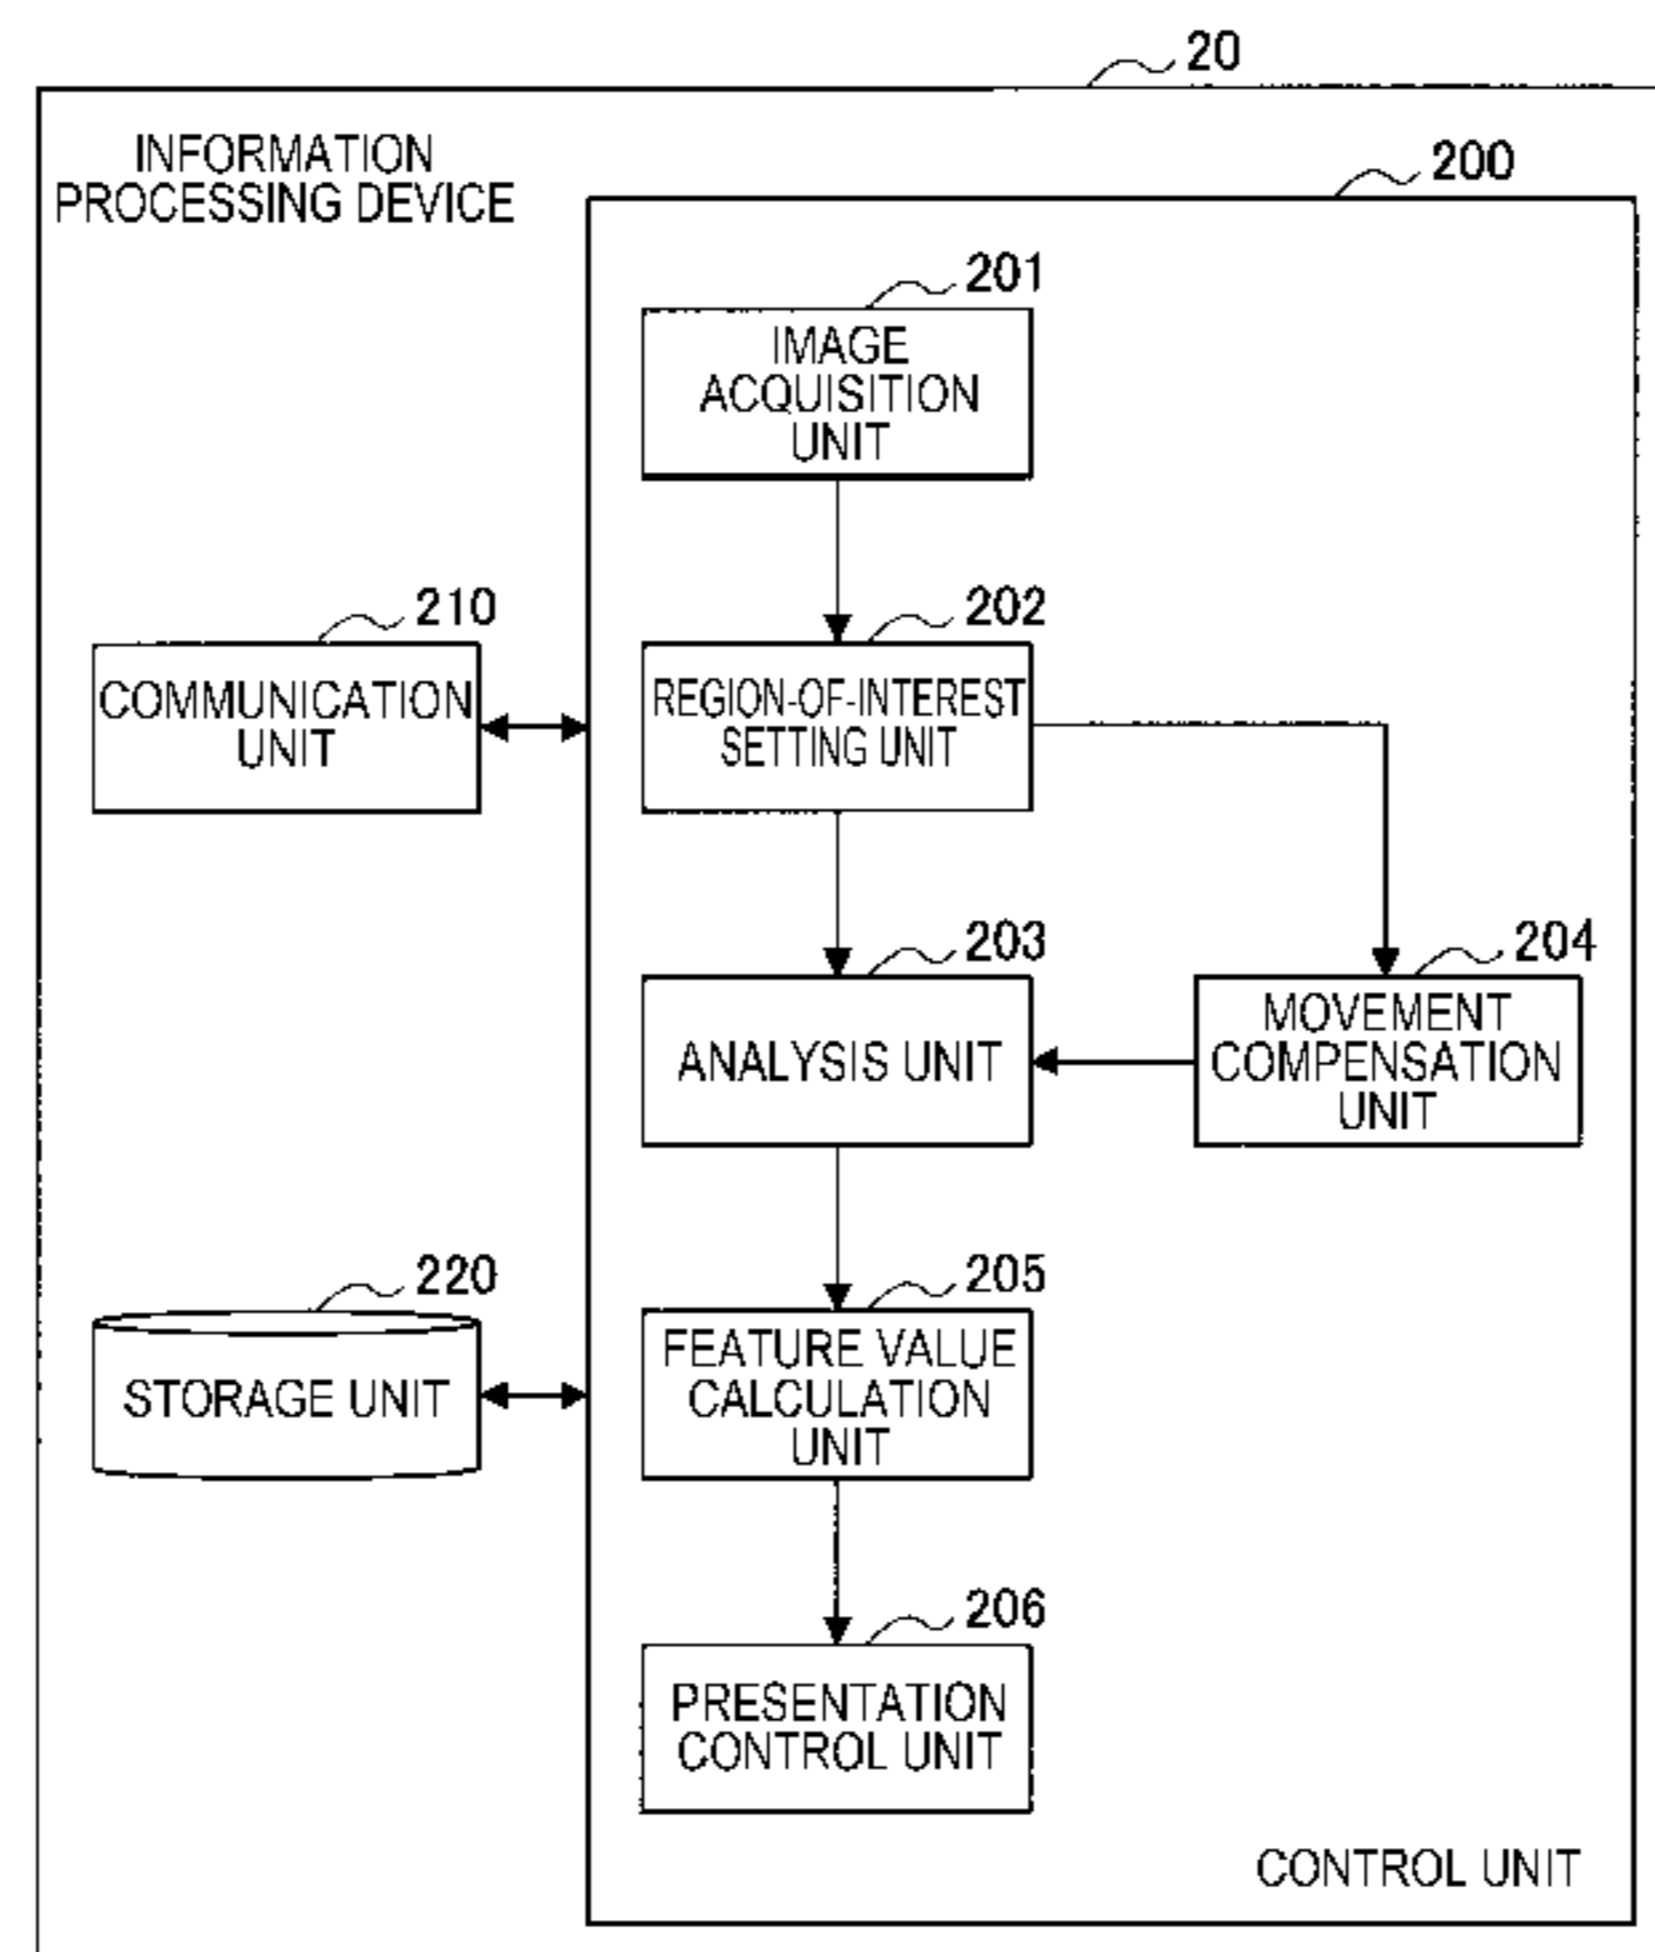 20
INFORMATION
PROCESSING DEVICE
200
201
IMAGE
ACQUISITION
UNIT
210
COMMUNICATION
UNIT
202
REGION-OF-INTEREST
SETTING UNIT
203
ANALYSIS UNIT
204
MOVEMENT
COMPENSATION
UNIT
220
STORAGE UNIT
205
FEATURE VALUE
CALCULATION
UNIT
206
PRESENTATION
CONTROL UNIT
CONTROL UNIT